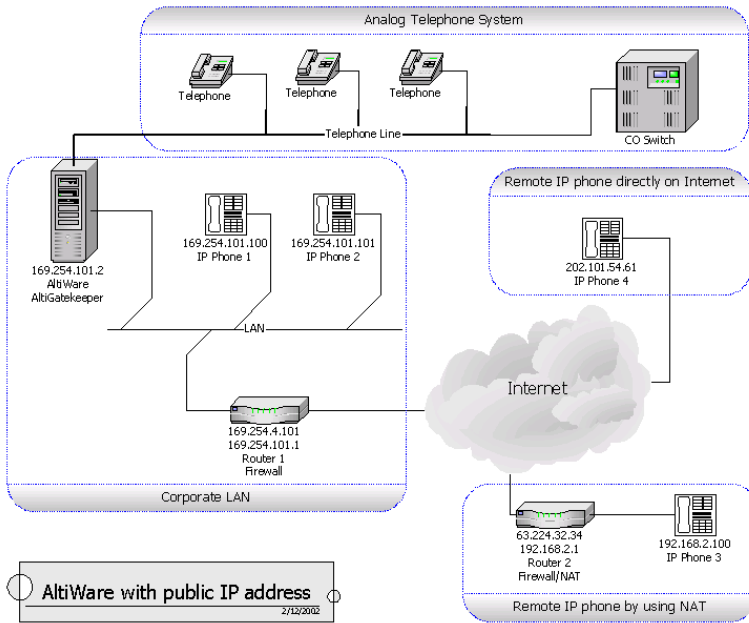 Analog Telephone System
Telephone
Telephone
Telephone
Telephone Line
CO Switch
169.254.101.2
AltiWare
AltiGatekeeper
169.254.101.100
IP Phone 1
169.254.101.101
IP Phone 2
LAN
169.254.4.101
169.254.101.1
Router 1
Firewall
Corporate LAN
Remote IP phone directly on Internet
202.101.54.61
IP Phone 4
Internet
63.224.32.34
192.168.2.1
Router 2
Firewall/NAT
192.168.2.100
IP Phone 3
Remote IP phone by using NAT
AltiWare with public IP address
2/12/2002